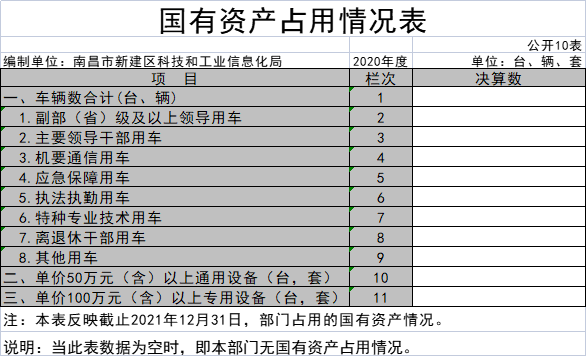 国有资产占用情况表
公开10表
编制单位：南昌市新建区科技和工业信息化局 2020年度 单位：台、辆、套
项 目 栏次 决算数
一、车辆数合计(台、辆) 1
1.副部（省）级及以上领导用车 2
2.主要领导干部用车 3
3.机要通信用车 4
4.应急保障用车 5
5.执法执勤用车 6
6.特种专业技术用车 7
7.离退休干部用车 8
8.其他用车 9
二、单价50万元（含）以上通用设备（台，套） 10
三、单价100万元（含）以上专用设备（台，套） 11
注：本表反映截止2021年12月31日，部门占用的国有资产情况。
说明：当此表数据为空时，即本部门无国有资产占用情况。